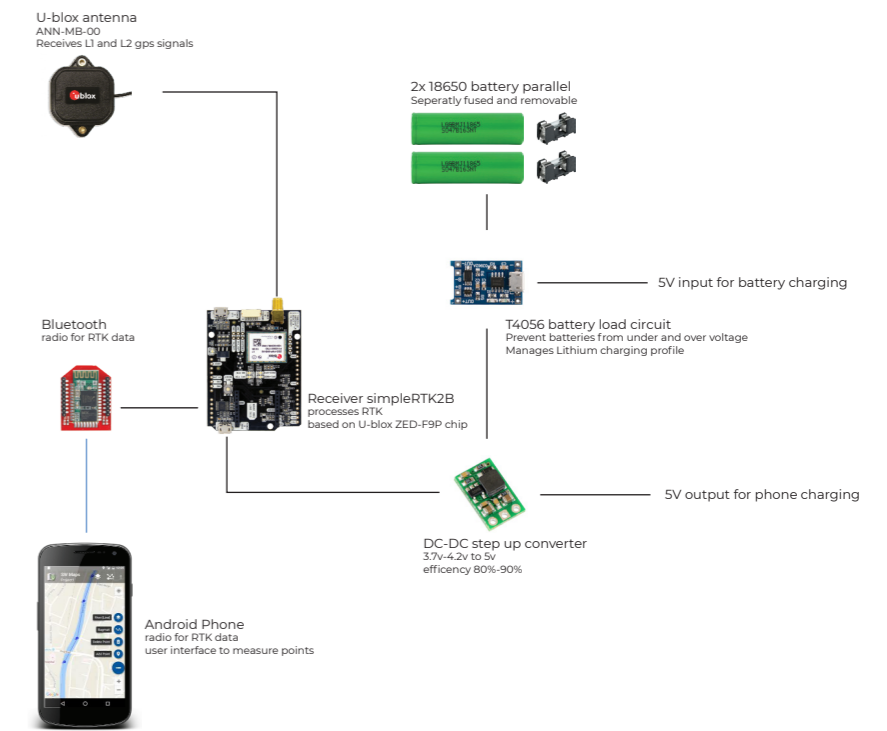 U-blox antenna
ANN-MB-00
Receives L1 and L2 gps signals
ublox
2x 18650 battery parallel
Seperatly fused and removable
5V input for battery charging
T4056 battery load circuit
Prevent batteries from under and over voltage
Manages Lithium charging profile
Bluetooth
radio for RTK data
Receiver simpleRTK2B
processes RTK
based on U-blox ZED-F9P chip
5V output for phone charging
DC-DC step up converter
3.7v-4.2v to 5v
efficency 80%-90%
Android Phone
radio for RTK data
user interface to measure points